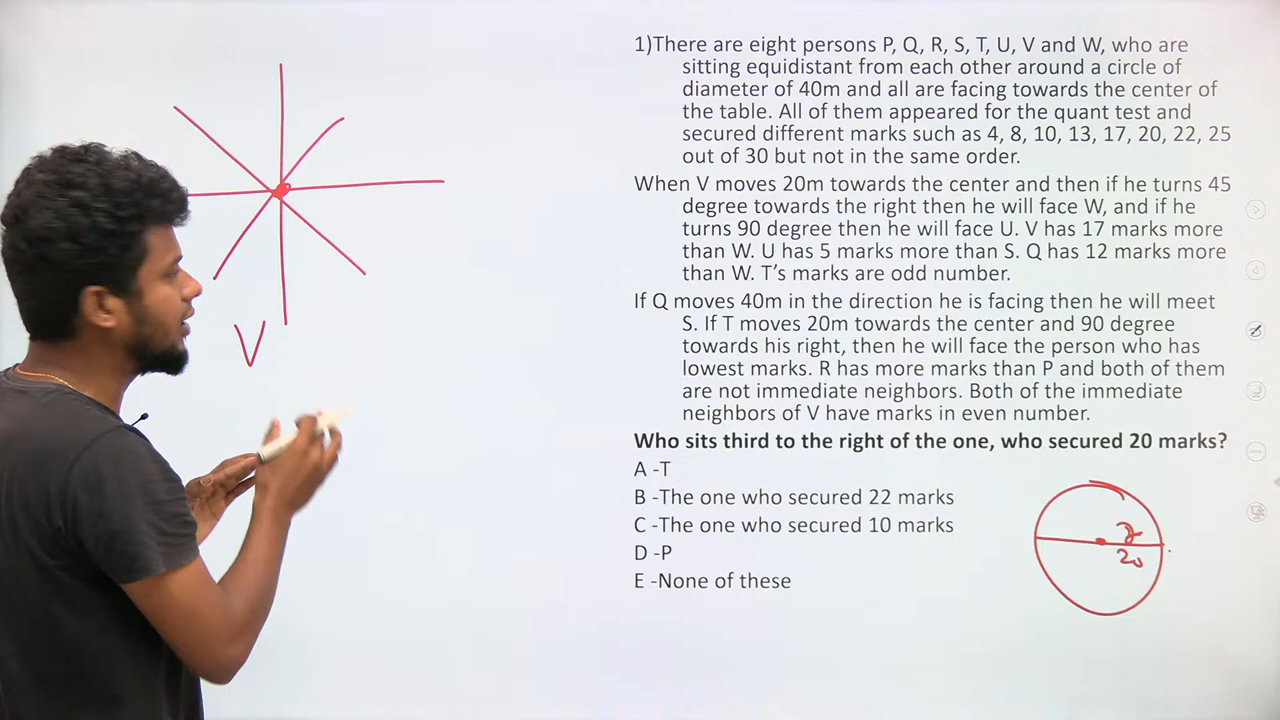 1)There are eight persons P, Q, R, S, T, U, V and W, who are
sitting equidistant from each other around a circle of
diameter of 40m and all are facing towards the center of
the table. All of them appeared for the quant test and
secured different marks such as 4, 8, 10, 13, 17, 20, 22, 25
out of 30 but not in the same order.
When V moves 20m towards the center and then if he turns 45
degree towards the right then he will face W, and if he
turns 90 degree then he will face U. V has 17 marks more
than W. U has 5 marks more than S. Q has 12 marks more
than W. T’s marks are odd number.
If Q moves 40m in the direction he is facing then he will meet
S. If T moves 20m towards the center and 90 degree
towards his right, then he will face the person who has
lowest marks. R has more marks than P and both of them
are not immediate neighbors. Both of the immediate
neighbors of V have marks in even number.
Who sits third to the right of the one, who secured 20 marks?
A -T
B -The one who secured 22 marks
C -The one who secured 10 marks
D -P
E -None of these
V
20